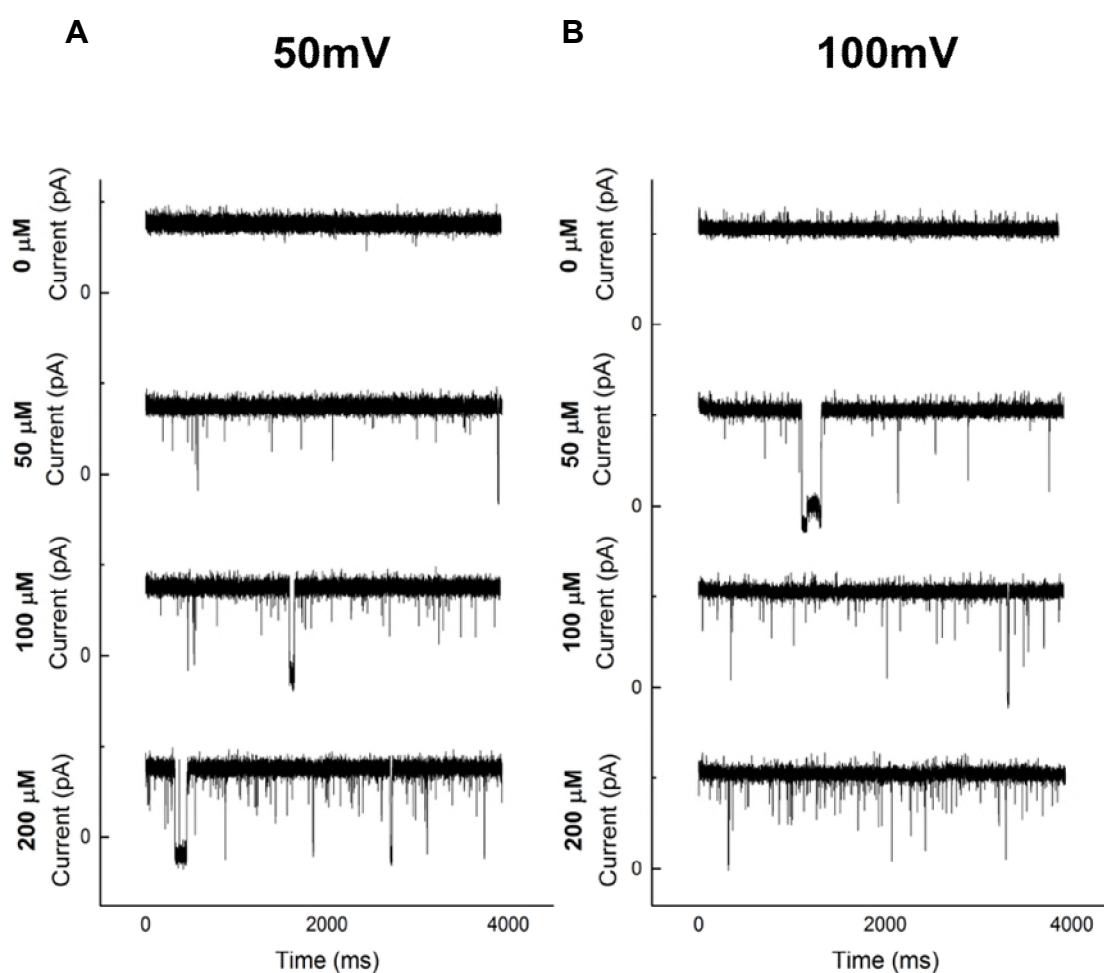 A
50mV
0 μM
Current (pA)
0
50 μM
Current (pA)
0
100 μM
Current (pA)
0
200 μM
Current (pA)
0
0
2000
4000
Time (ms)
B
100mV
0 μM
Current (pA)
0
50 μM
Current (pA)
0
100 μM
Current (pA)
0
200 μM
Current (pA)
0
0
2000
4000
Time (ms)